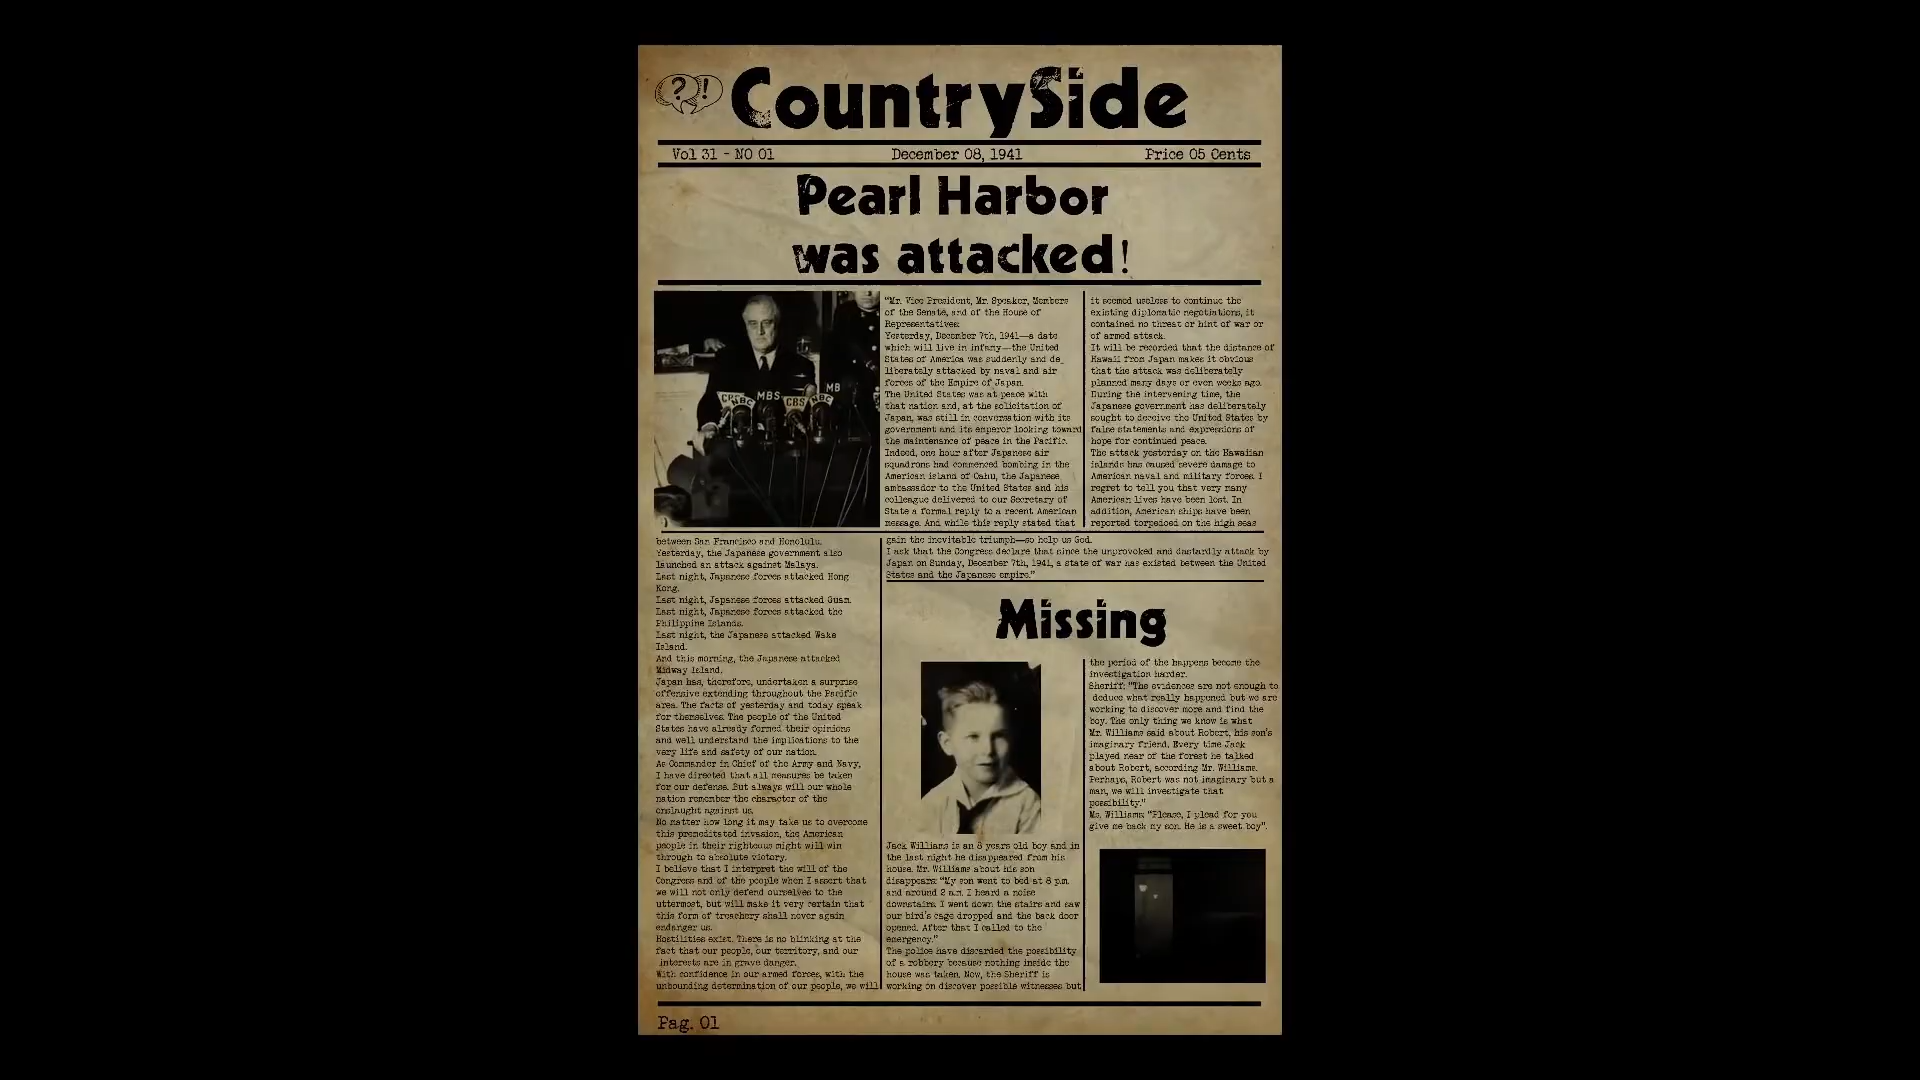 ?!
CountrySide
Vol 31 - NO 01
December 08, 1941
Price 05 Cents
Pearl Harbor
was attacked!
MBS
MB
NBC
CBS
NBC
"Mr. Vice President, Mr. Speaker, Members
of the Senate, and of the House of
Representatives:
Yesterday, December 7th, 1941—a date
which will live in infamy—the United
States of America was suddenly and de_
liberately attacked by naval and air
forces of the Empire of Japan.
The United States was at peace with
that nation and, at the solicitation of
Japan, was still in conversation with its
government and its emperor looking toward
the maintenance of peace in the Pacific.
Indeed, one hour after Japanese air
squadrons had commenced bombing in the
American island of Oahu, the Japanese
ambassador to the United States and his
colleague delivered to our Secretary of
State a formal reply to a recent American
message. And while this reply stated that
it seemed useless to continue the
existing diplomatic negotiations, it
contained no threat or hint of war or
of armed attack.
It will be recorded that the distance of
Hawaii from Japan makes it obvious
that the attack was deliberately
planned many days or even weeks ago.
During the intervening time, the
Japanese government has deliberately
sought to deceive the United States by
false statements and expressions of
hope for continued peace.
The attack yesterday on the Hawaiian
islands has caused severe damage to
American naval and military forces. I
regret to tell you that very many
American lives have been lost. In
addition, American ships have been
reported torpedoed on the high seas
between San Francisco and Honolulu.
Yesterday, the Japanese government also
launched an attack against Malaya.
Last night, Japanese forces attacked Hong
Kong.
Last night, Japanese forces attacked Guam.
Last night, Japanese forces attacked the
Philippine Islands.
Last night, the Japanese attacked Wake
Island.
And this morning, the Japanese attacked
Midway Island.
Japan has, therefore, undertaken a surprise
offensive extending throughout the Pacific
area. The facts of yesterday and today speak
for themselves. The people of the United
States have already formed their opinions
and well understand the implications to the
very life and safety of our nation.
As Commander in Chief of the Army and Navy,
I have directed that all measures be taken
for our defense. But always will our whole
nation remember the character of the
onslaught against us.
No matter how long it may take us to overcome
this premeditated invasion, the American
people in their righteous might will win
through to absolute victory.
I believe that I interpret the will of the
Congress and of the people when I assert that
we will not only defend ourselves to the
uttermost, but will make it very certain that
this form of treachery shall never again
endanger us.
Hostilities exist. There is no blinking at the
fact that our people, our territory, and our
interests are in grave danger.
With confidence in our armed forces, with the
unbounding determination of our people, we will
gain the inevitable triumph—so help us God.
I ask that the Congress declare that since the unprovoked and dastardly attack by
Japan on Sunday, December 7th, 1941, a state of war has existed between the United
States and the Japanese empire."
Missing
Jack Williams is an 8 years old boy and in
the last night he disappeared from his
house. Mr. Williams about his son
disappears: "My son went to bed at 8 p.m.
and around 2 a.m. I heard a noise
downstairs. I went down the stairs and saw
our bird's cage dropped and the back door
opened. After that I called to the
emergency."
The police have discarded the possibility
of a robbery because nothing inside the
house was taken. Now, the Sheriff is
working on discover possible witnesses but
the period of the happens become the
investigation harder.
Sheriff: "The evidences are not enough to
deduce what really happened but we are
working to discover more and find the
boy. The only thing we know is what
Mr. Williams said about Robert, his son's
imaginary friend. Every time Jack
played near of the forest he talked
about Robert, according Mr. Williams.
Perhaps, Robert was not imaginary but a
man, we will investigate that
possibility."
Ms. Williams: "Please, I plead for you
give me back my son. He is a sweet boy".
Pag. 01